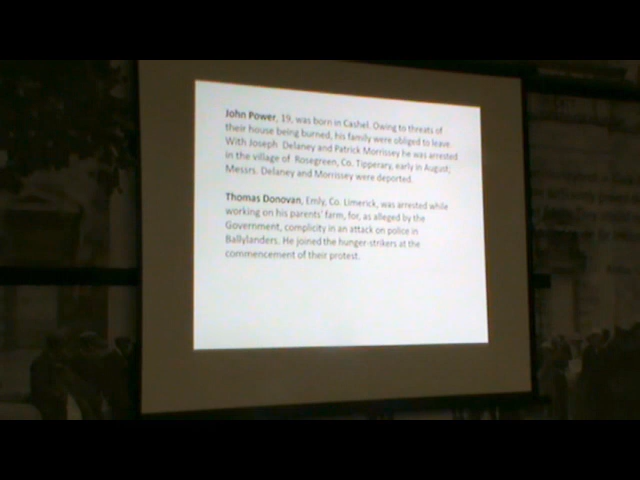 John Power, 19, was born in Cashel. Owing to threats of
their house being burned, his family were obliged to leave
With Joseph Delaney and Patrick Morrissey he was arrested
in the village of Rosegreen, Co. Tipperary, early in August;
Messrs. Delaney and Morrissey were deported.
Thomas Donovan, Emly, Co. Limerick, was arrested while
working on his parents' farm, for, as alleged by the
Government, complicity in an attack on police in
Ballylanders. He joined the hunger-strikers at the
commencement of their protest.